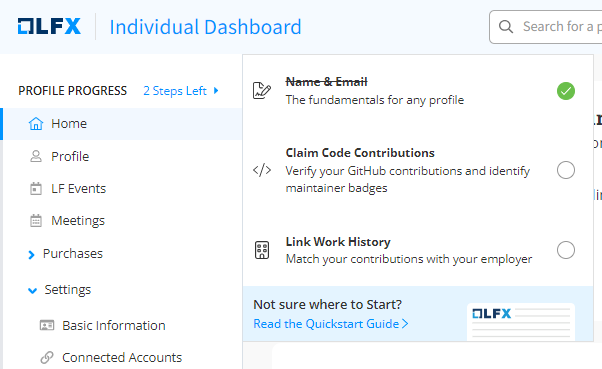 LFX
Individual Dashboard
Search for a p
PROFILE PROGRESS
2 Steps Left
Home
Profile
LF Events
Meetings
Purchases
Settings
Basic Information
Connected Accounts
Name & Email
The fundamentals for any profile
Claim Code Contributions
Verify your GitHub contributions and identify
maintainer badges
Link Work History
Match your contributions with your employer
Not sure where to Start?
Read the Quickstart Guide
LFX